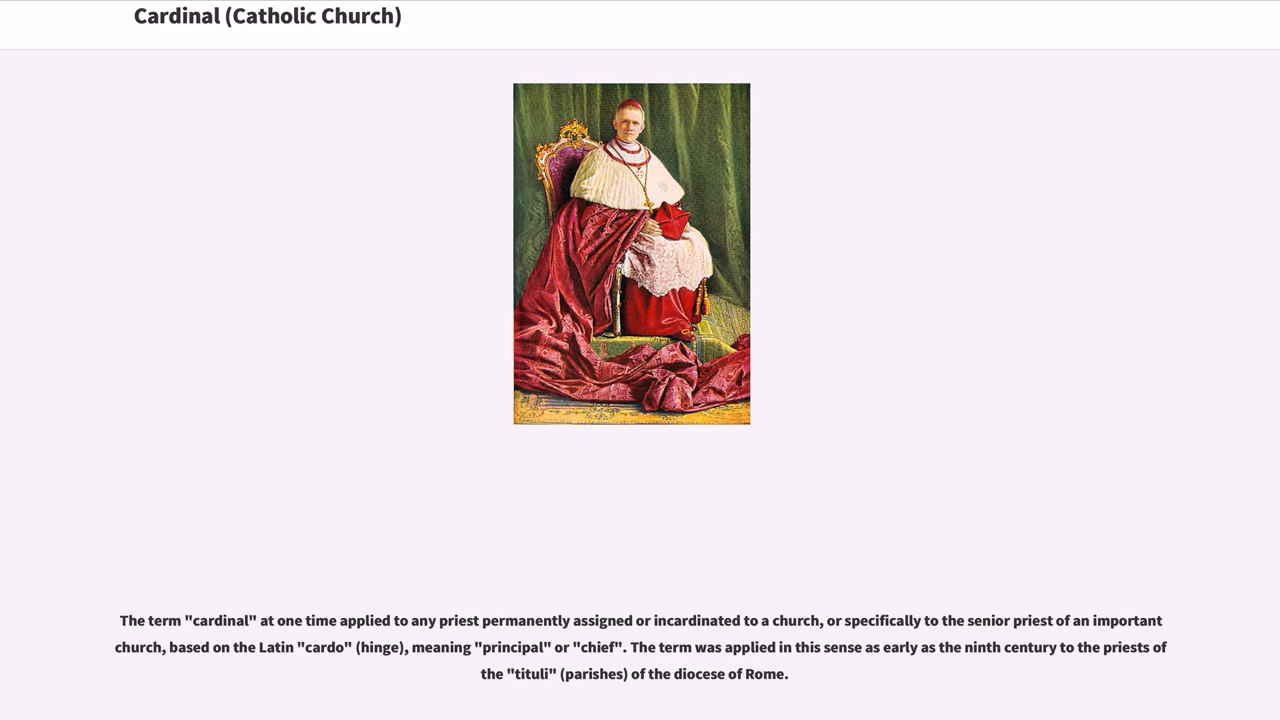 Cardinal (Catholic Church)
The term "cardinal" at one time applied to any priest permanently assigned or incardinated to a church, or specifically to the senior priest of an important
church, based on the Latin "cardo" (hinge), meaning "principal" or "chief". The term was applied in this sense as early as the ninth century to the priests of
the "tituli" (parishes) of the diocese of Rome.